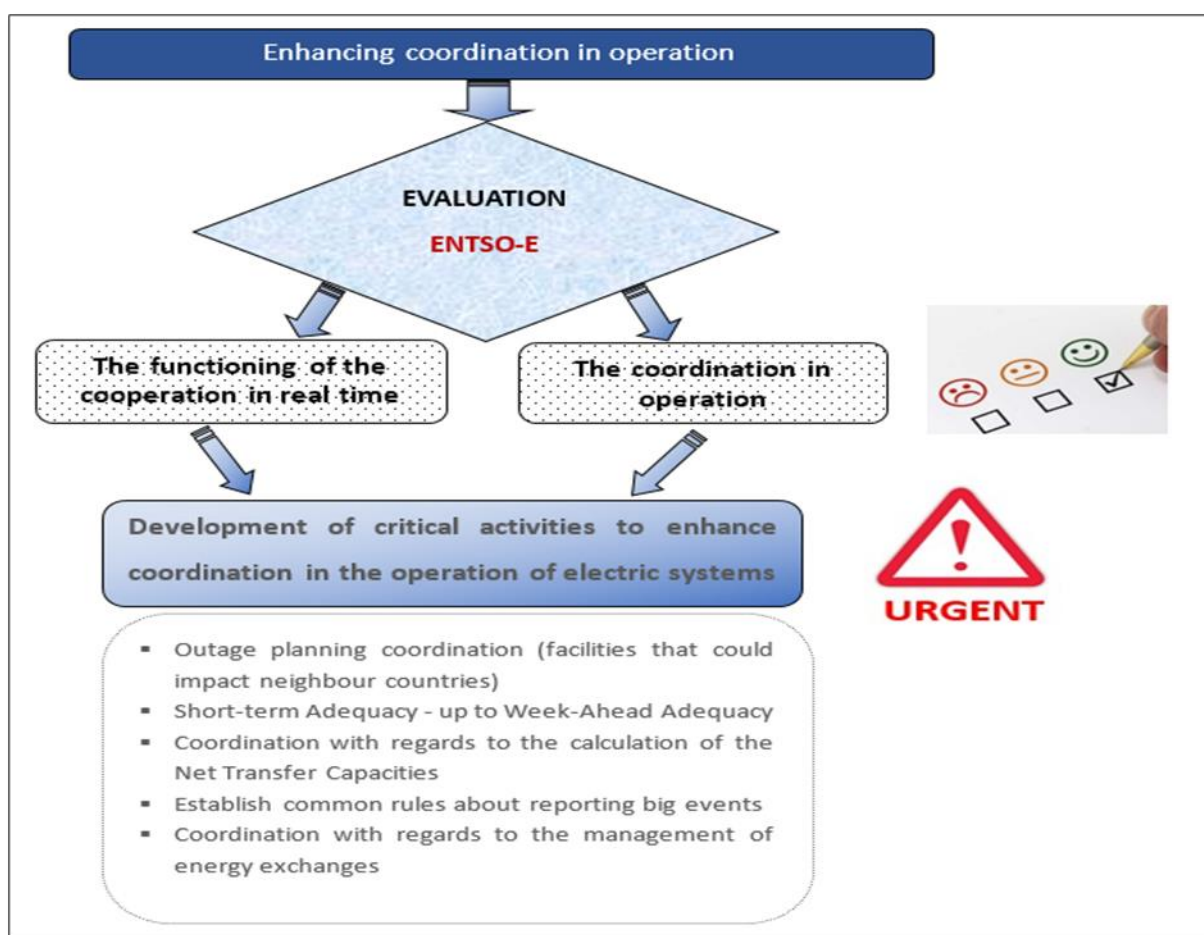 Enhancing coordination in operation
EVALUATION
ENTSO-E
The functioning of the
cooperation in real time
The coordination in
operation
Development of critical activities to enhance
coordination in the operation of electric systems
URGENT
▪ Outage planning coordination (facilities that could
impact neighbour countries)
▪ Short-term Adequacy - up to Week-Ahead Adequacy
▪ Coordination with regards to the calculation of the
Net Transfer Capacities
▪ Establish common rules about reporting big events
▪ Coordination with regards to the management of
energy exchanges